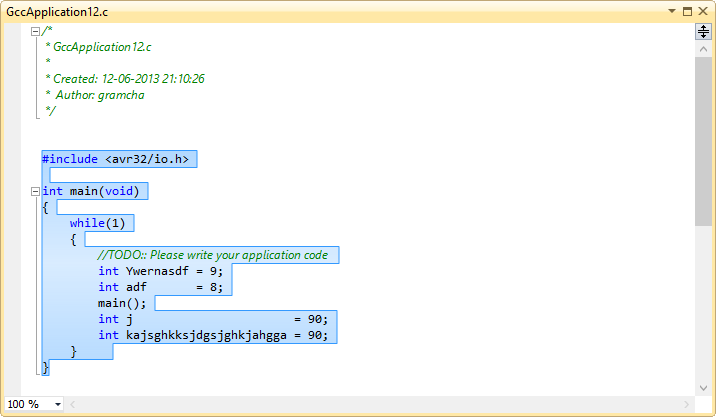 GccApplication12.c
/*
 * GccApplication12.c
 *
 * Created: 12-06-2013 21:10:26
 *  Author: gramcha
 */
#include <avr32/io.h>
int main(void)
{
    while(1)
    {
        //TODO:: Please write your application code
        int Ywernasdf = 9;
        int adf       = 8;
        main();
        int j                       = 90;
        int kajsghkksjdgsjghkjahgga = 90;
    }
}
100 %